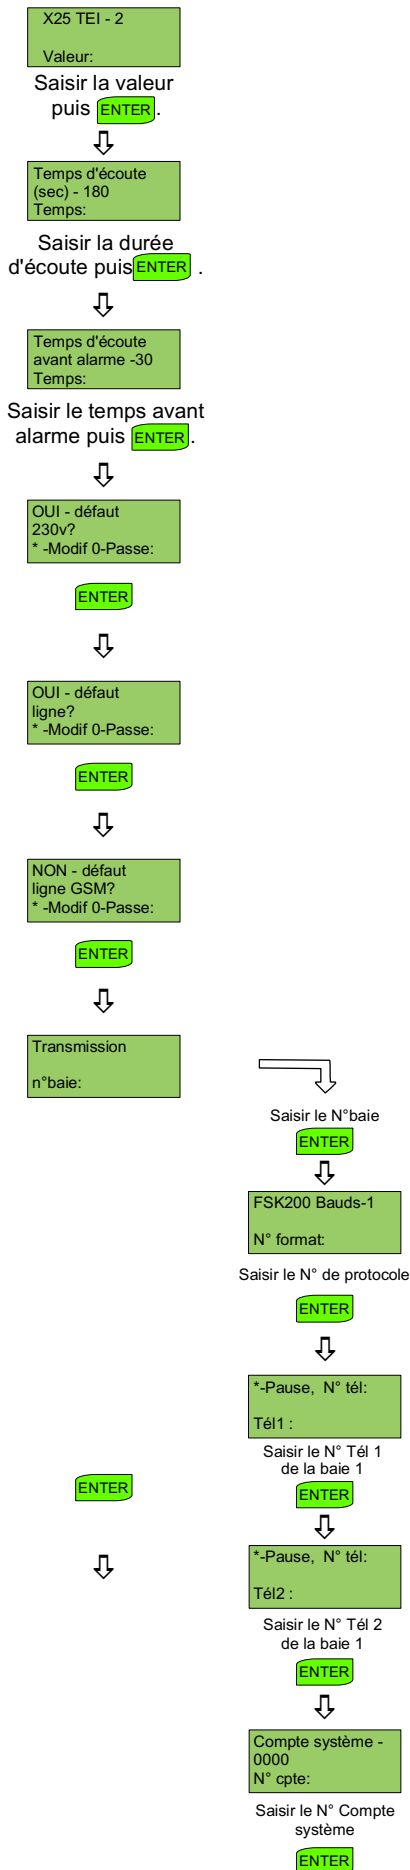 X25 TEI - 2
Valeur:
Saisir la valeur
puis ENTER.
Temps d'écoute
(sec) - 180
Temps:
Saisir la durée
d'écoute puis ENTER .
Temps d'écoute
avant alarme -30
Temps:
Saisir le temps avant
alarme puis ENTER.
OUI - défaut
230v?
* -Modif 0-Passe:
ENTER
OUI - défaut
ligne?
* -Modif 0-Passe:
ENTER
NON - défaut
ligne GSM?
* -Modif 0-Passe:
ENTER
Transmission
n°baie:
Saisir le N°baie
ENTER
FSK200 Bauds-1
N° format:
Saisir le N° de protocole
ENTER
*-Pause, N° tél:
Tél1 :
Saisir le N° Tél 1
de la baie 1
ENTER
ENTER
*-Pause, N° tél:
Tél2 :
Saisir le N° Tél 2
de la baie 1
ENTER
Compte système -
0000
N° cpte:
Saisir le N° Compte
système
ENTER